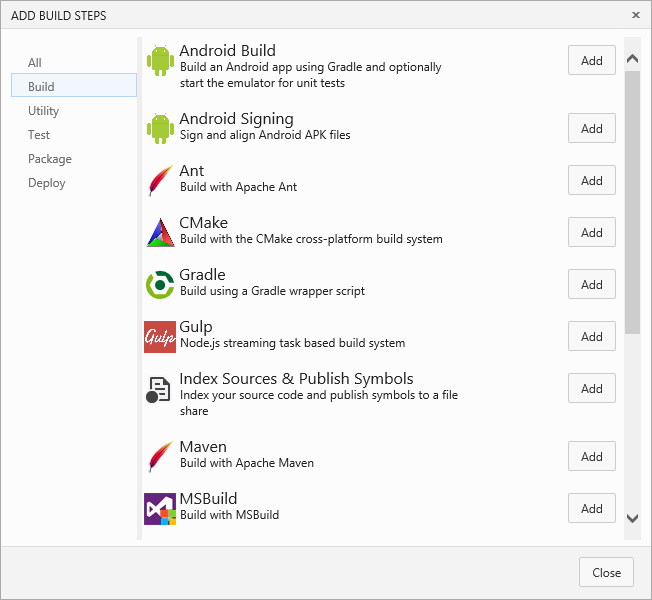 ADD BUILD STEPS
All
Build
Utility
Test
Package
Deploy
Android Build
Build an Android app using Gradle and optionally
start the emulator for unit tests
Add
Android Signing
Sign and align Android APK files
Add
Ant
Build with Apache Ant
Add
CMake
Build with the CMake cross-platform build system
Add
Gradle
Build using a Gradle wrapper script
Add
Gulp
Gulp
Node.js streaming task based build system
Add
Index Sources & Publish Symbols
Index your source code and publish symbols to a file
share
Add
Maven
Build with Apache Maven
Add
MSBuild
Build with MSBuild
Add
Close